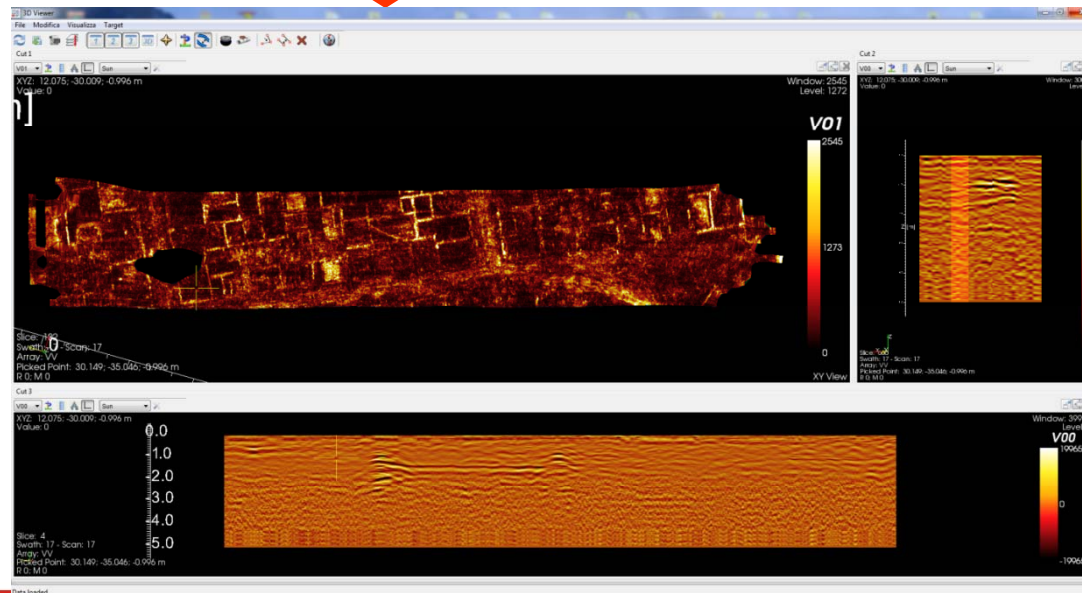 3D Viewer
File Modifica Visualizza Target
1 2 3 3D
Cut 1
V01 Sun
XYZ: 12.075; -30.009; -0.996 m
Value: 0
Window: 2545
Level: 1272
V01
2545
1273
0
Swath: 0 - Scan: 17
Array: VV
Picked Point: 30.149; -35.046; -0.996 m
R 0; M 0
XY View
Cut 2
V00 Sun
XYZ: 12.075; -30.009; -0.996 m
Value: 0
Swath: 17 - Scan: 17
Array: VV
Picked Point: 30.149; -35.046; -0.996 m
R 0; M 0
Cut 3
V00 Sun
XYZ: 12.075; -30.009; -0.996 m
Value: 0
0.0
1.0
2.0
3.0
4.0
5.0
Level
V00
0
Slice: 4
Swath: 17 - Scan: 17
Array: VV
Picked Point: 30.149; -35.046; -0.996 m
R 0; M 0
Data loaded